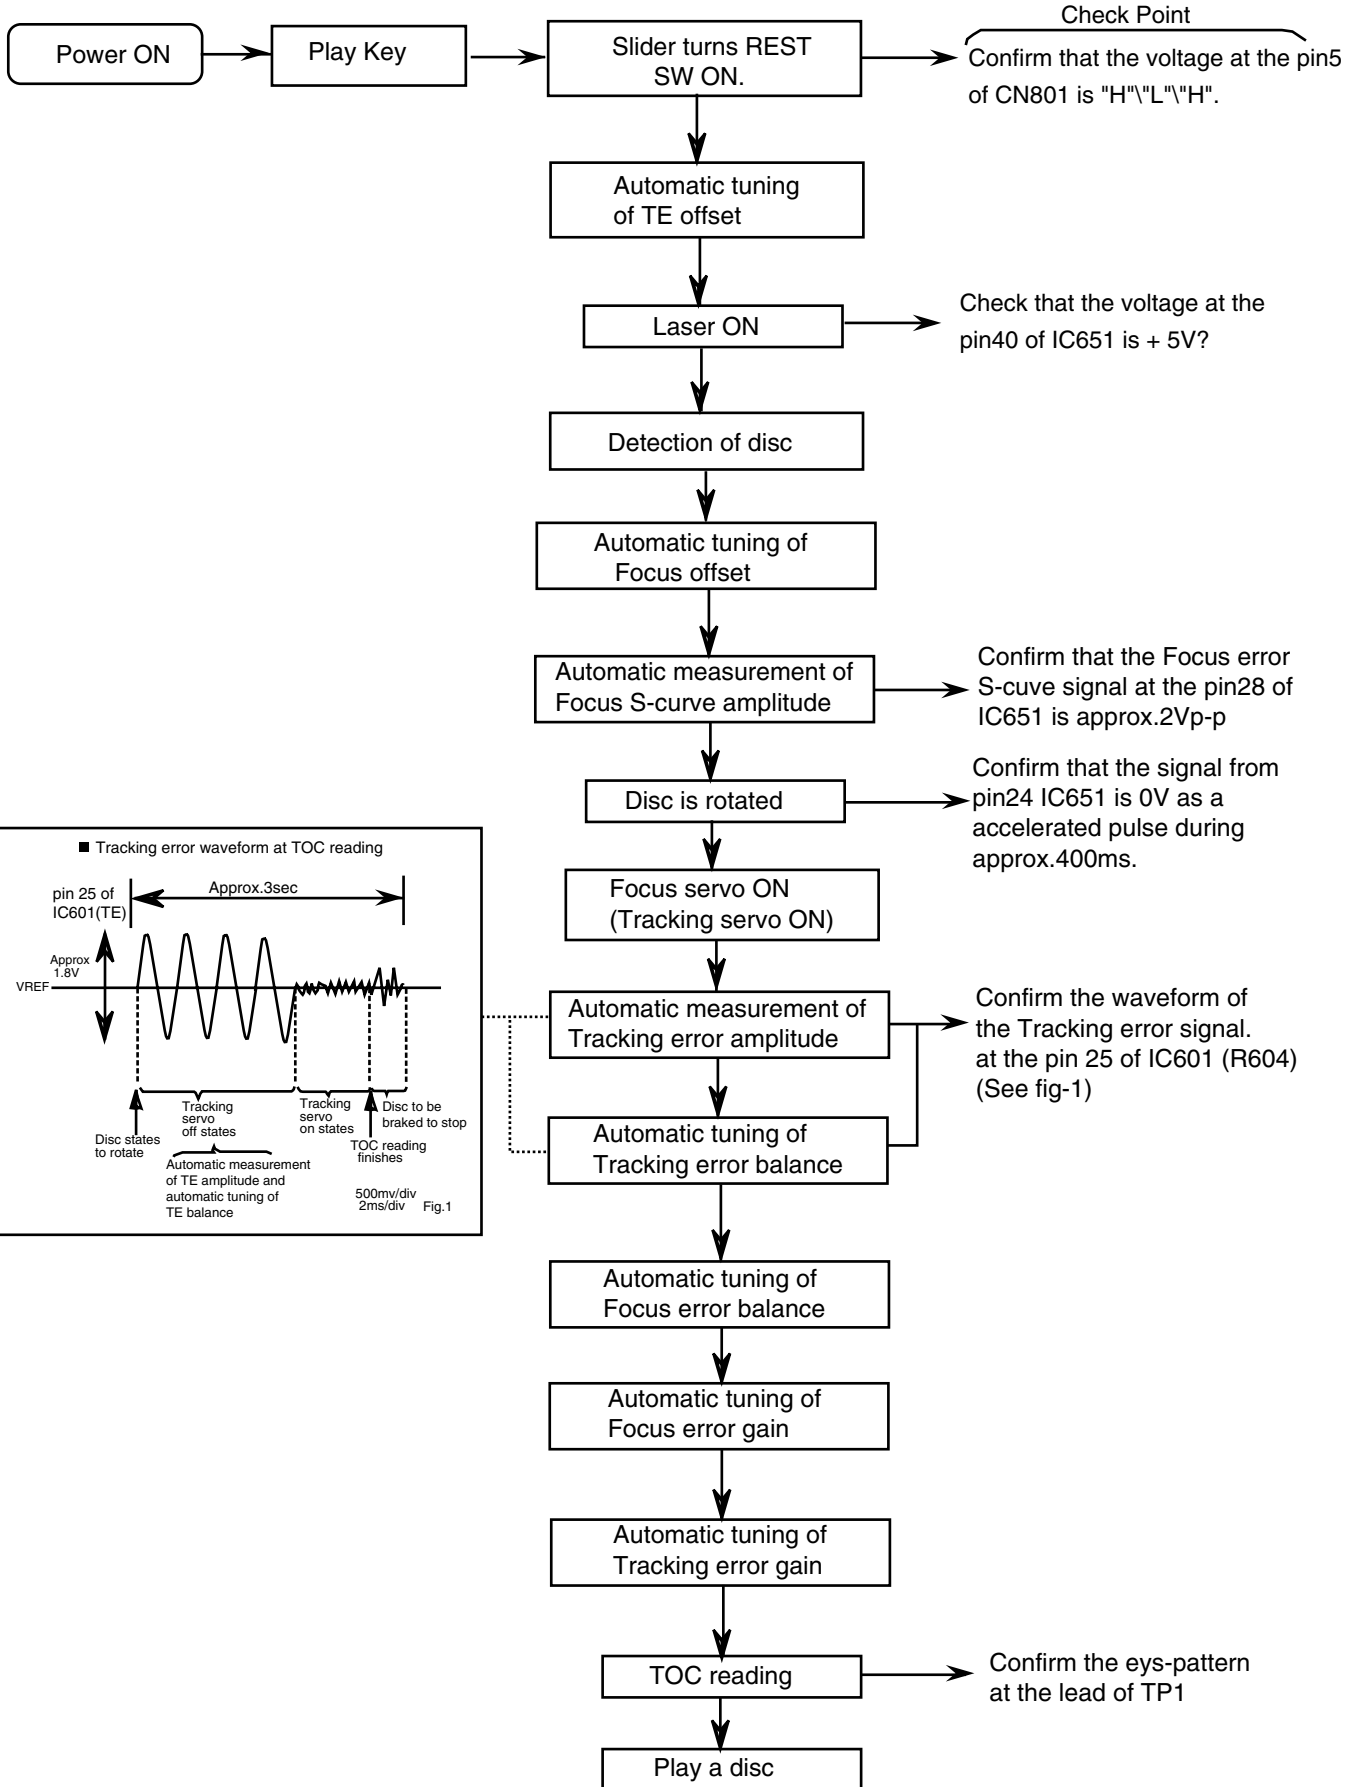 Check Point
Power ON
Play Key
Slider turns REST
SW ON.
Confirm that the voltage at the pin5
of CN801 is "H"\"L"\"H".
Automatic tuning
of TE offset
Laser ON
Check that the voltage at the
pin40 of IC651 is + 5V?
Detection of disc
Automatic tuning of
Focus offset
Automatic measurement of
Focus S-curve amplitude
Confirm that the Focus error
S-cuve signal at the pin28 of
IC651 is approx.2Vp-p
Disc is rotated
Confirm that the signal from
pin24 IC651 is 0V as a
accelerated pulse during
approx.400ms.
Focus servo ON
(Tracking servo ON)
■ Tracking error waveform at TOC reading
pin 25 of
IC601(TE)
Approx.3sec
Approx
1.8V
VREF
Disc states
to rotate
Tracking
servo
off states
Tracking
servo
on states
Disc to be
braked to stop
TOC reading
finishes
Automatic measurement
of TE amplitude and
automatic tuning of
TE balance
500mv/div
2ms/div
Fig.1
Automatic measurement of
Tracking error amplitude
Confirm the waveform of
the Tracking error signal.
at the pin 25 of IC601 (R604)
(See fig-1)
Automatic tuning of
Tracking error balance
Automatic tuning of
Focus error balance
Automatic tuning of
Focus error gain
Automatic tuning of
Tracking error gain
TOC reading
Confirm the eys-pattern
at the lead of TP1
Play a disc